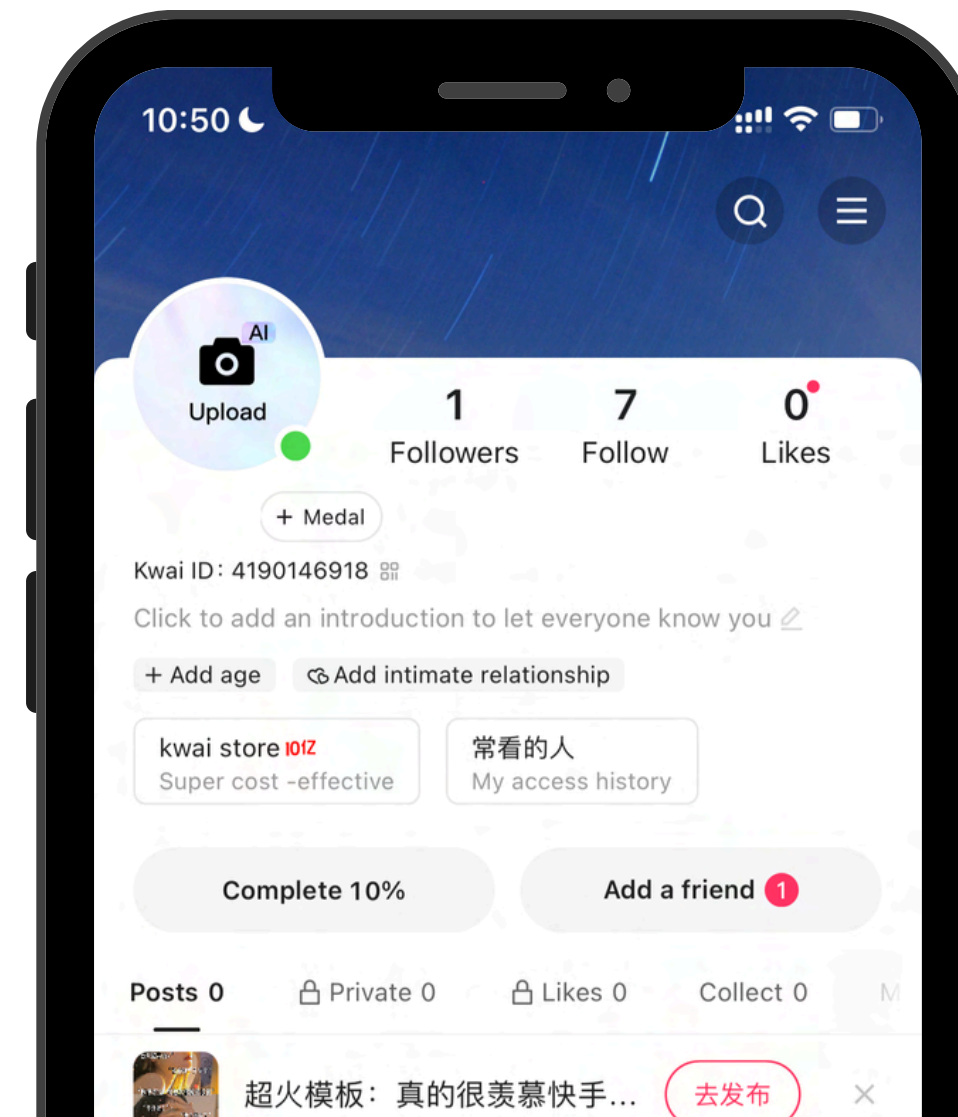 10:50
AI
Upload
1 7 0
Followers Follow Likes
+ Medal
Kwai ID: 4190146918
Click to add an introduction to let everyone know you
+ Add age Add intimate relationship
kwai store 10亿 常看的人
Super cost -effective My access history
Complete 10% Add a friend 1
Posts 0 Private 0 Likes 0 Collect 0 M
超火模板：真的很羡慕快手... 去发布